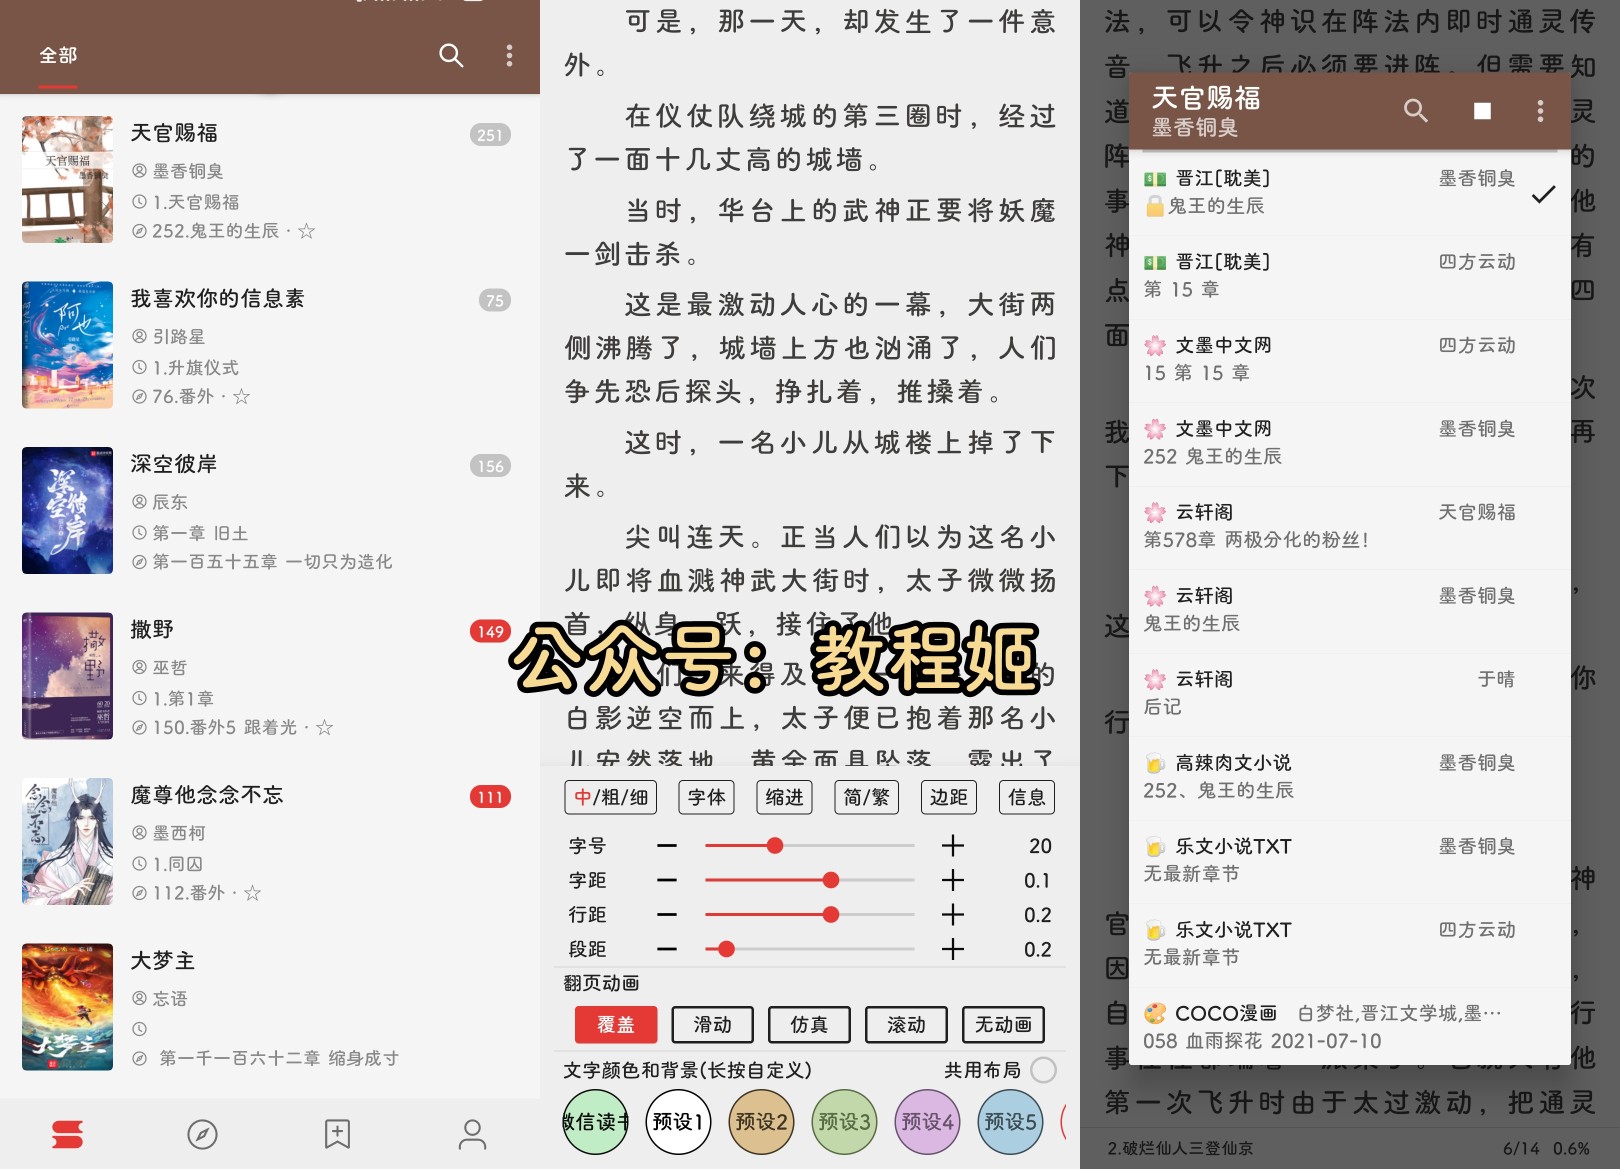 全部
天官赐福
251
墨香铜臭
1.天官赐福
252.鬼王的生辰·☆
我喜欢你的信息素
75
引路星
1.升旗仪式
76.番外·☆
深空彼岸
156
辰东
第一章 旧土
第一百五十五章 一切只为造化
撒野
149
巫哲
1.第1章
150.番外5 跟着光·☆
魔尊他念念不忘
111
墨西柯
1.同囚
112.番外·☆
大梦主
忘语
第一千一百六十二章 缩身成寸
可是，那一天，却发生了一件意
外。
在仪仗队绕城的第三圈时，经过
了一面十几丈高的城墙。
当时，华台上的武神正要将妖魔
一剑击杀。
这是最激动人心的一幕，大街两
侧沸腾了，城墙上方也汹涌了，人们
争先恐后探头，挣扎着，推搡着。
这时，一名小儿从城楼上掉了下
来。
尖叫连天。正当人们以为这名小
儿即将血溅神武大街时，太子微微扬
首，纵身一跃，接住了他。
公众号：教程姬
白影逆空而上，太子便已抱着那名小
儿安然落地，黄金面具坠落，露出了
中/粗/细
字体
缩进
简/繁
边距
信息
字号 20
字距 0.1
行距 0.2
段距 0.2
翻页动画
覆盖
滑动
仿真
滚动
无动画
文字颜色和背景(长按自定义)
共用布局
微信读书
预设1
预设2
预设3
预设4
预设5
法，可以令神识在阵法内即时通灵传
音，飞升之后必须要进阵，但需要知
天官赐福
墨香铜臭
💵 晋江[耽美] 墨香铜臭
🔒鬼王的生辰
💵 晋江[耽美] 四方云动
第 15 章
🌸 文墨中文网 四方云动
15 第 15 章
🌸 文墨中文网 墨香铜臭
252 鬼王的生辰
🌸 云轩阁 天官赐福
第578章 两极分化的粉丝！
🌸 云轩阁 墨香铜臭
鬼王的生辰
🌸 云轩阁 于晴
后记
🍺 高辣肉文小说 墨香铜臭
252、鬼王的生辰
🍺 乐文小说TXT 墨香铜臭
无最新章节
🍺 乐文小说TXT 四方云动
无最新章节
🎨 COCO漫画 白梦社,晋江文学城,墨…
058 血雨探花 2021-07-10
第一次飞升时由于太过激动，把通灵
2.破烂仙人三登仙京
6/14 0.6%